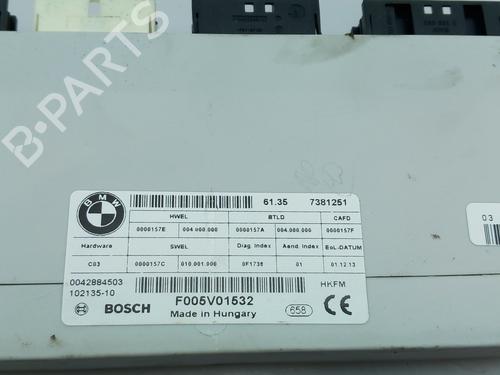 B-PARTS
BMW
61.35 7381251
HWEL BTLD CAFD
0000157E 004.000.000 0000157A 004.000.000 0000157F
Hardware SWEL Diag.Index Aend.Index EoL-DATUM
C03 0000157C 010.001.006 0F1738 01 01.12.13
0042884503
102135-10
HKFM
BOSCH F005V01532
Made in Hungary
658
CE
03